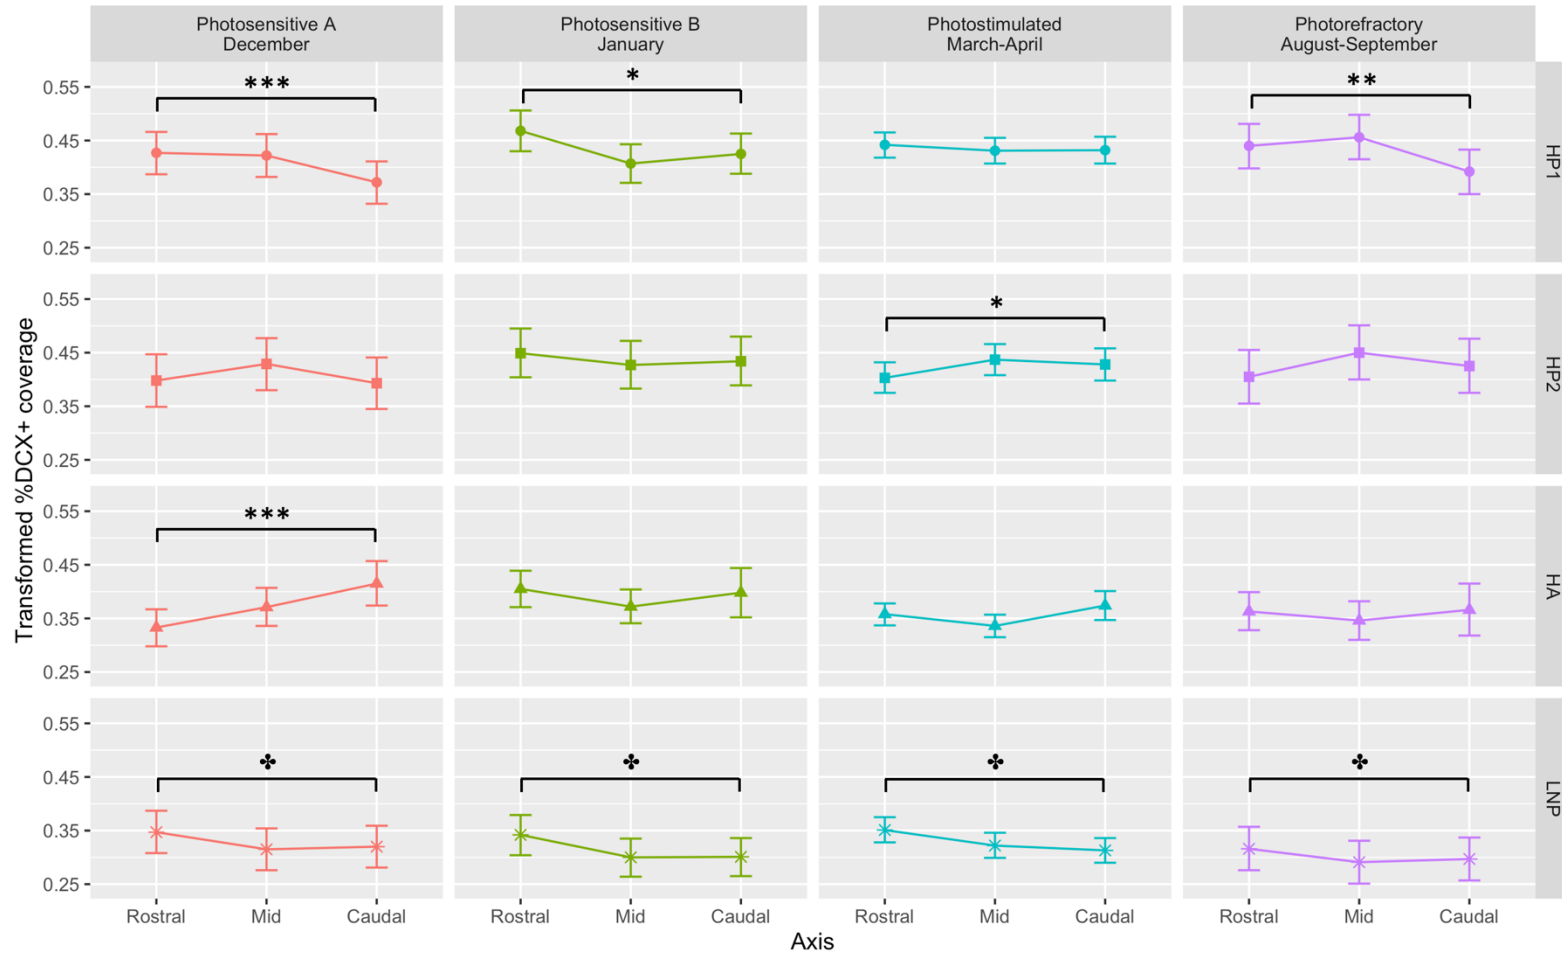 Photosensitive A
December
Photosensitive B
January
Photostimulated
March-April
Photorefractory
August-September
Transformed %DCX+ coverage
0.55
0.45
0.35
0.25
***
*
**
HP1
0.55
0.45
0.35
0.25
*
HP2
0.55
0.45
0.35
0.25
***
HA
0.55
0.45
0.35
0.25
✤ ✤ ✤ ✤
LNP
Rostral Mid Caudal Rostral Mid Caudal Rostral Mid Caudal Rostral Mid Caudal
Axis